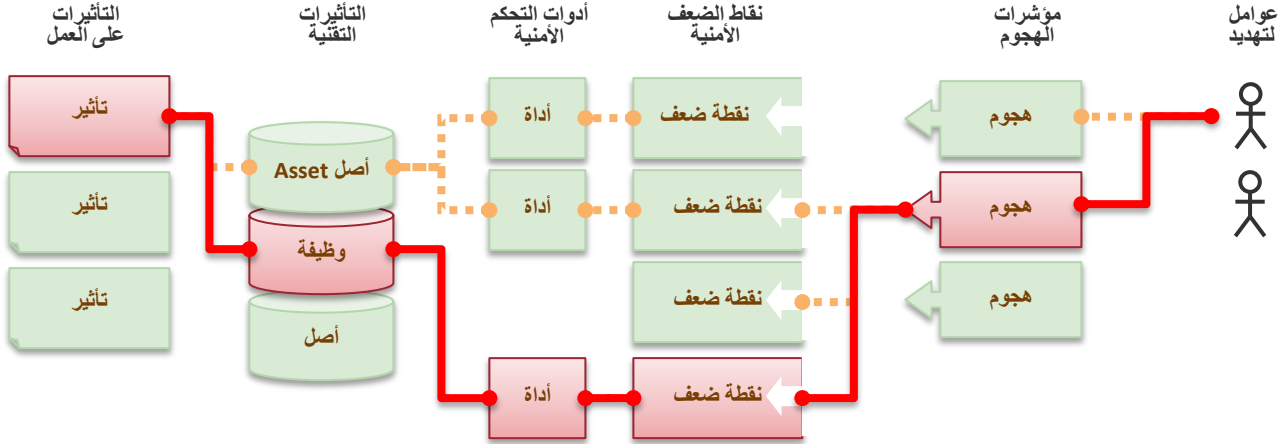 عوامل
لتهديد
مؤشرات
الهجوم
نقاط الضعف
الأمنية
أدوات التحكم
الأمنية
التأثيرات
التقنية
التأثيرات
على العمل
هجوم
نقطة ضعف
أداة
أصل Asset
تأثير
هجوم
نقطة ضعف
أداة
وظيفة
تأثير
هجوم
نقطة ضعف
أصل
تأثير
نقطة ضعف
أداة